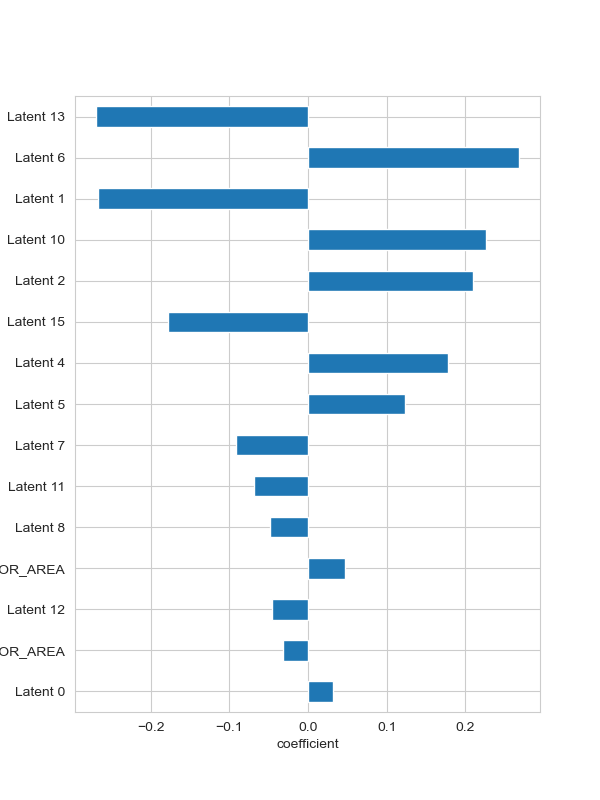 Latent 13
Latent 6
Latent 1
Latent 10
Latent 2
Latent 15
Latent 4
Latent 5
Latent 7
Latent 11
Latent 8
OR_AREA
Latent 12
OR_AREA
Latent 0
−0.2 −0.1 0.0 0.1 0.2
coefficient